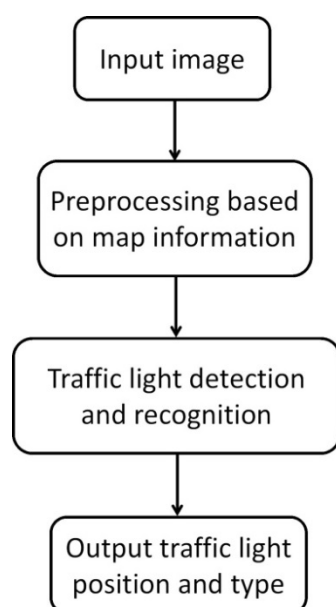 Input image
Preprocessing based
on map information
Traffic light detection
and recognition
Output traffic light
position and type